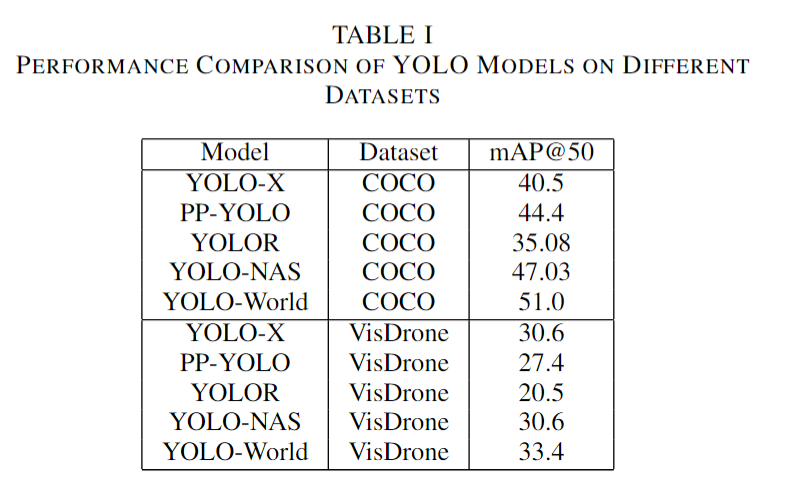 TABLE I
PERFORMANCE COMPARISON OF YOLO MODELS ON DIFFERENT
DATASETS
Model Dataset mAP@50
YOLO-X COCO 40.5
PP-YOLO COCO 44.4
YOLOR COCO 35.08
YOLO-NAS COCO 47.03
YOLO-World COCO 51.0
YOLO-X VisDrone 30.6
PP-YOLO VisDrone 27.4
YOLOR VisDrone 20.5
YOLO-NAS VisDrone 30.6
YOLO-World VisDrone 33.4